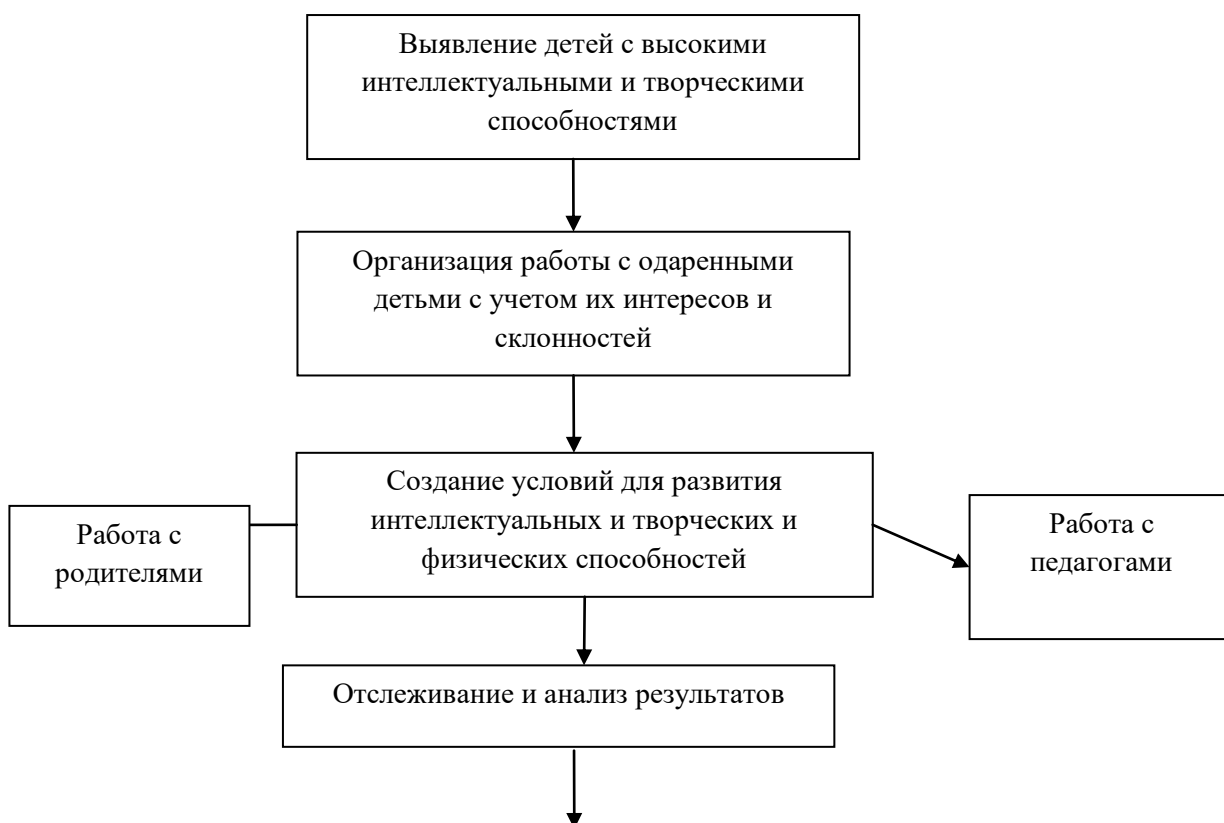 Выявление детей с высокими
интеллектуальными и творческими
способностями
Организация работы с одаренными
детьми с учетом их интересов и
склонностей
Создание условий для развития
интеллектуальных и творческих и
физических способностей
Работа с
родителями
Работа с
педагогами
Отслеживание и анализ результатов